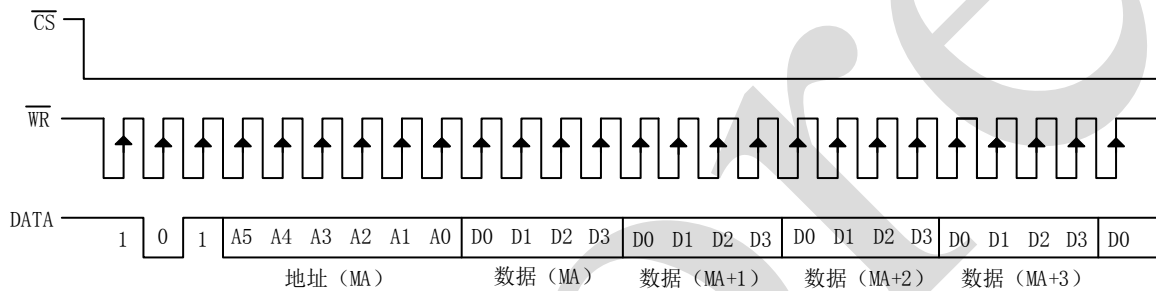 CS
WR
DATA 1 0 1 A5 A4 A3 A2 A1 A0 D0 D1 D2 D3 D0 D1 D2 D3 D0 D1 D2 D3 D0 D1 D2 D3 D0
地址（MA） 数据（MA） 数据（MA+1） 数据（MA+2） 数据（MA+3）